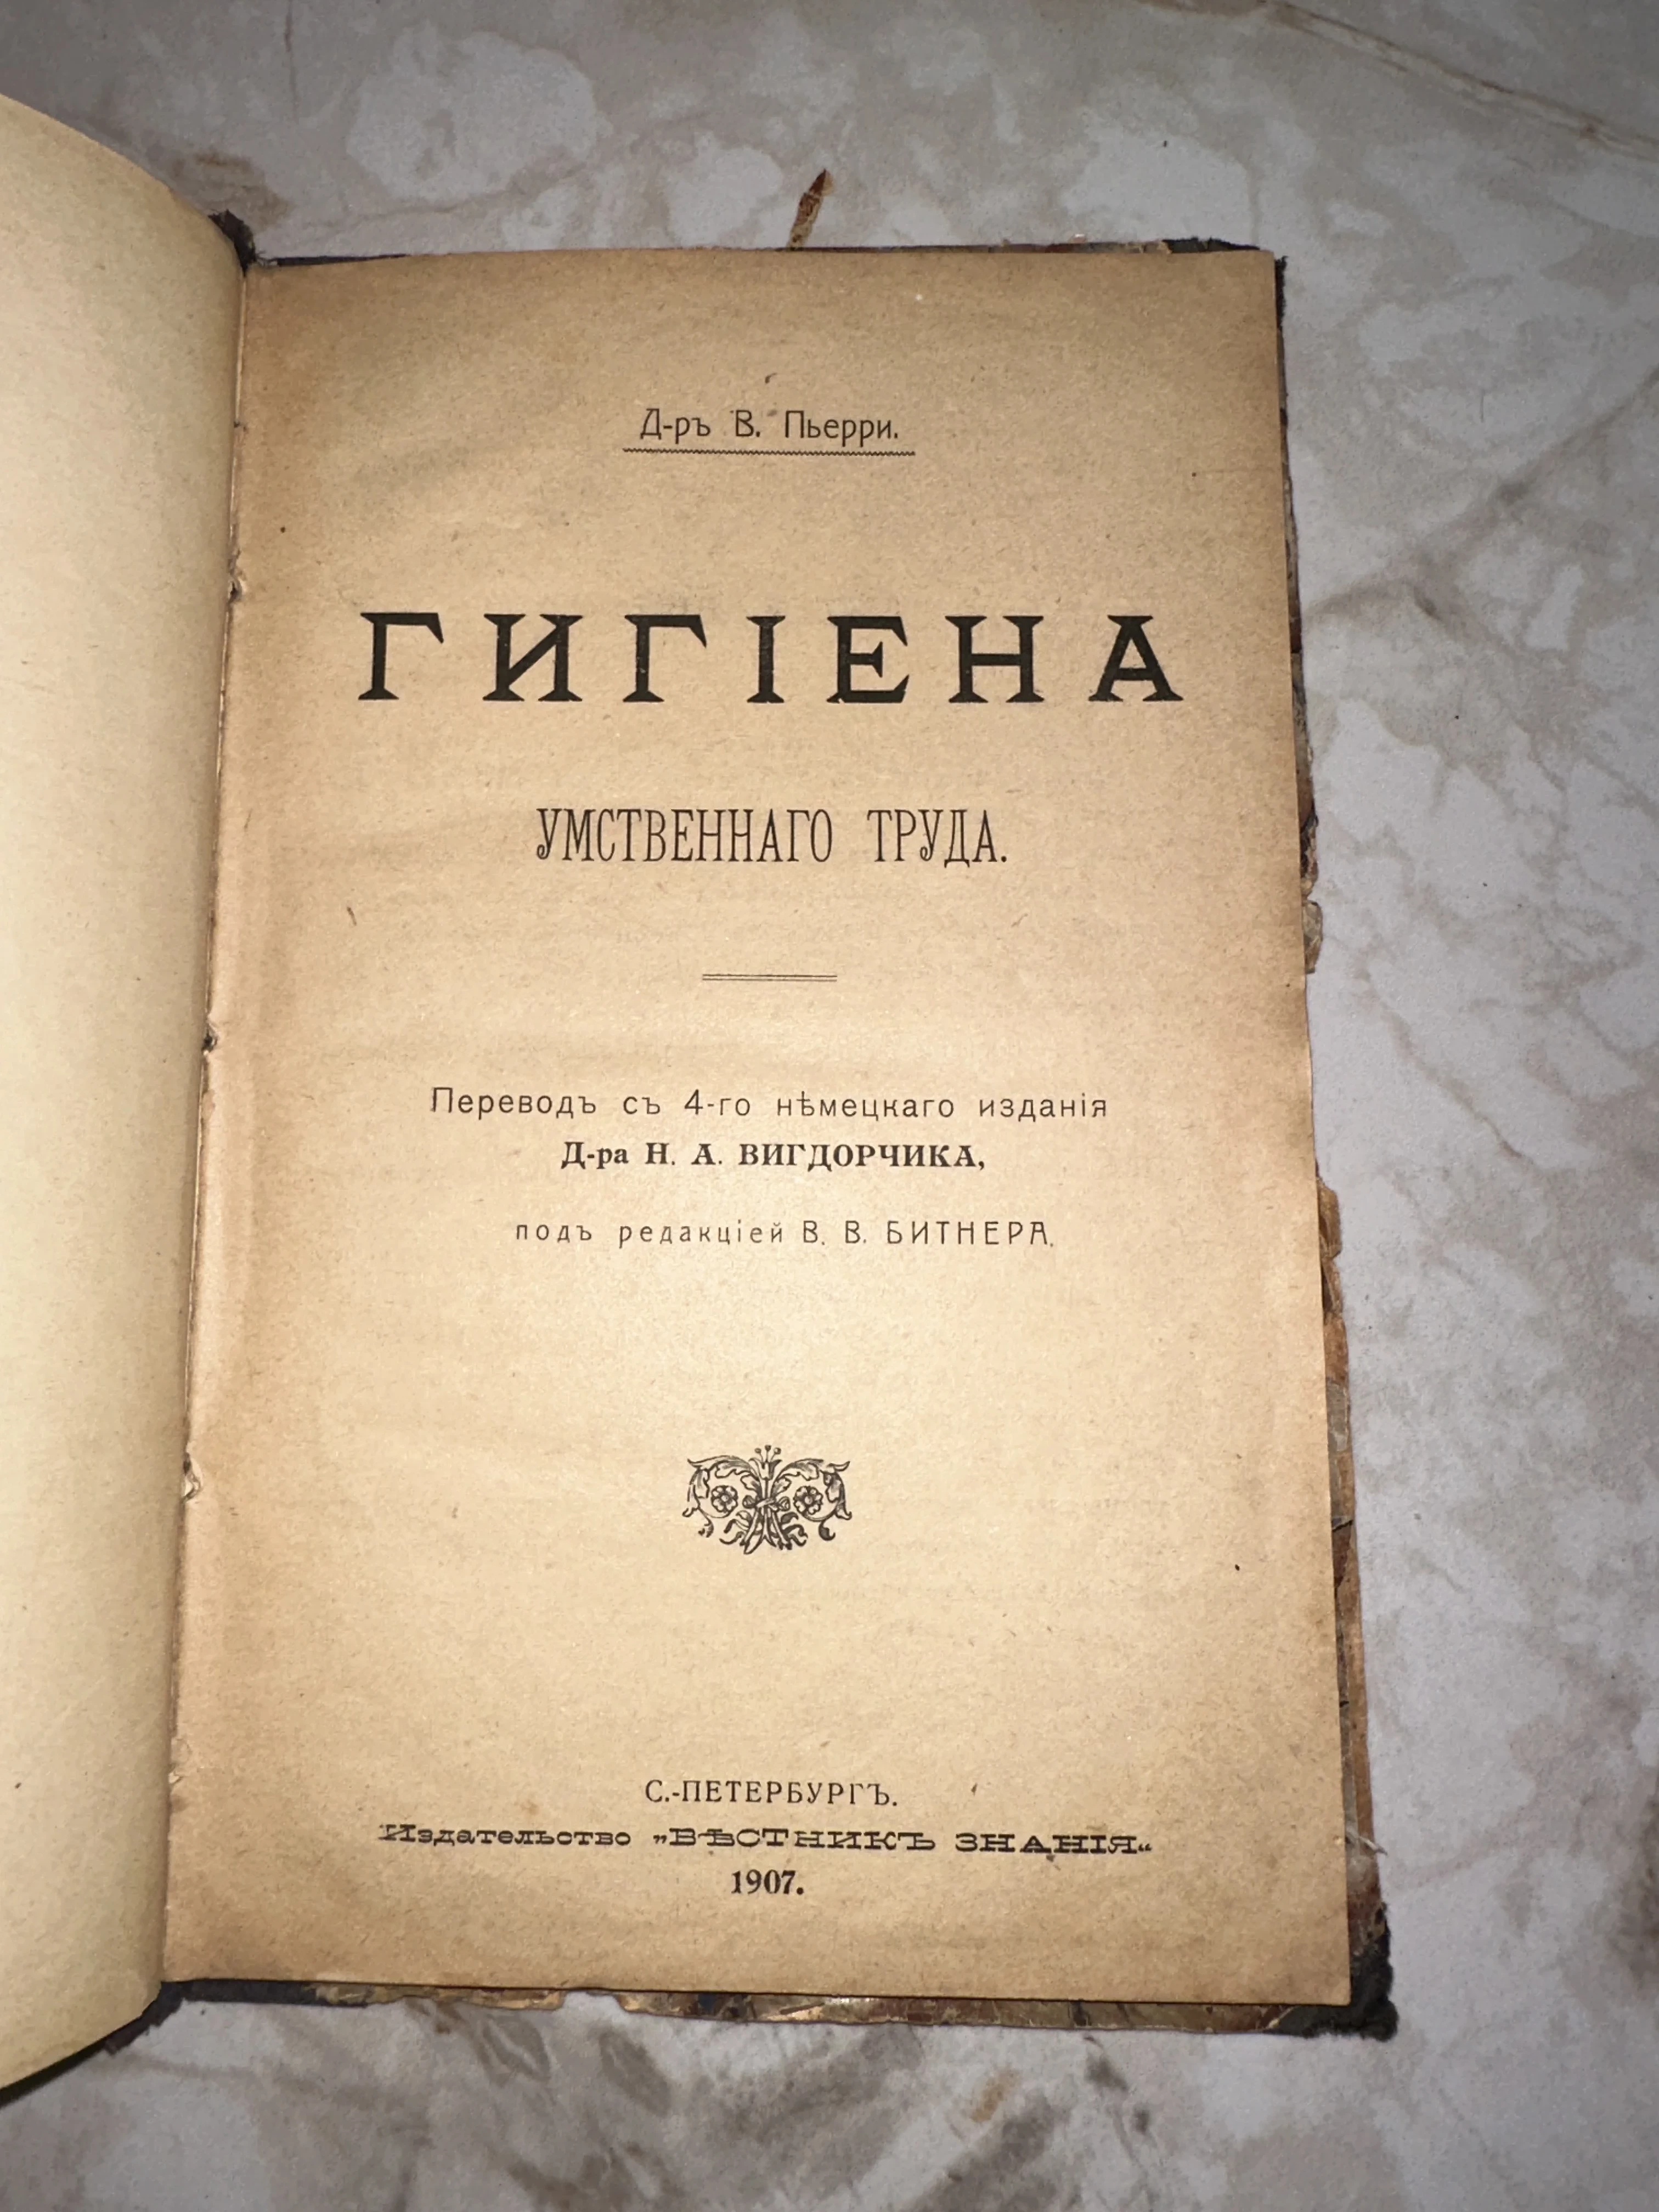 Д-ръ В. Пьерри.
ГИГІЕНА
УМСТВЕННАГО ТРУДА.
Переводъ съ 4-го нѣмецкаго изданія
Д-ра Н. А. ВИГДОРЧИКА,
подъ редакціей В. В. БИТНЕРА.
С.-ПЕТЕРБУРГЪ.
Издательство „ВѢСТНИКЪ ЗНАНІЯ“
1907.